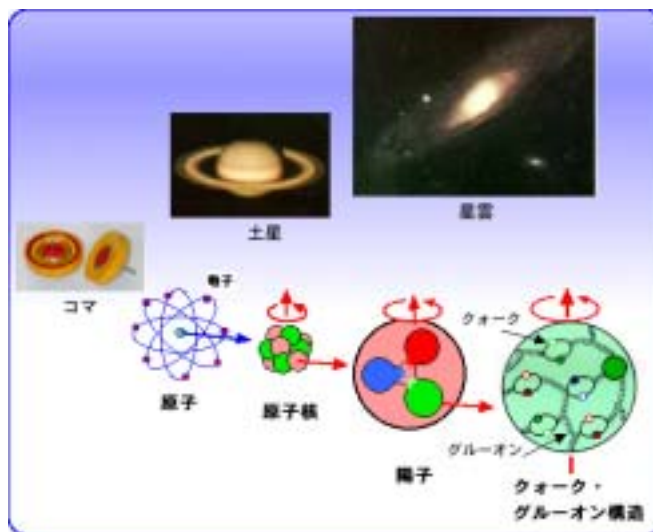 土星
星雲
コマ
電子
原子
原子核
陽子
クォーク
グルーオン
クォーク・
グルーオン構造